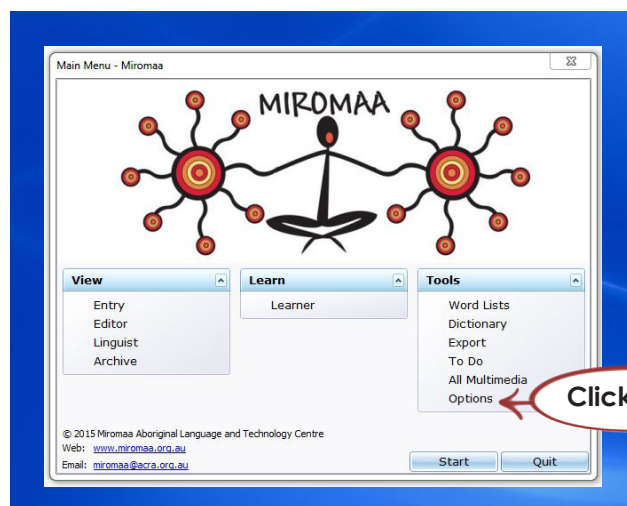 Main Menu - Miromaa
MIROMAA
View
Entry
Editor
Linguist
Archive
Learn
Learner
Tools
Word Lists
Dictionary
Export
To Do
All Multimedia
Options
Click
© 2015 Miromaa Aboriginal Language and Technology Centre
Web: www.miromaa.org.au
Email: miromaa@acra.org.au
Start
Quit